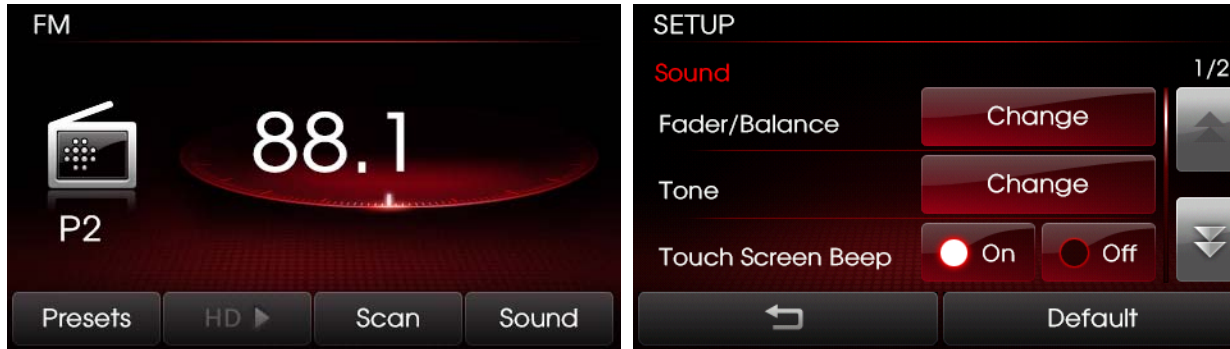 FM
88.1
P2
Presets HD Scan Sound
SETUP
Sound 1/2
Fader/Balance Change
Tone Change
Touch Screen Beep On Off
Default